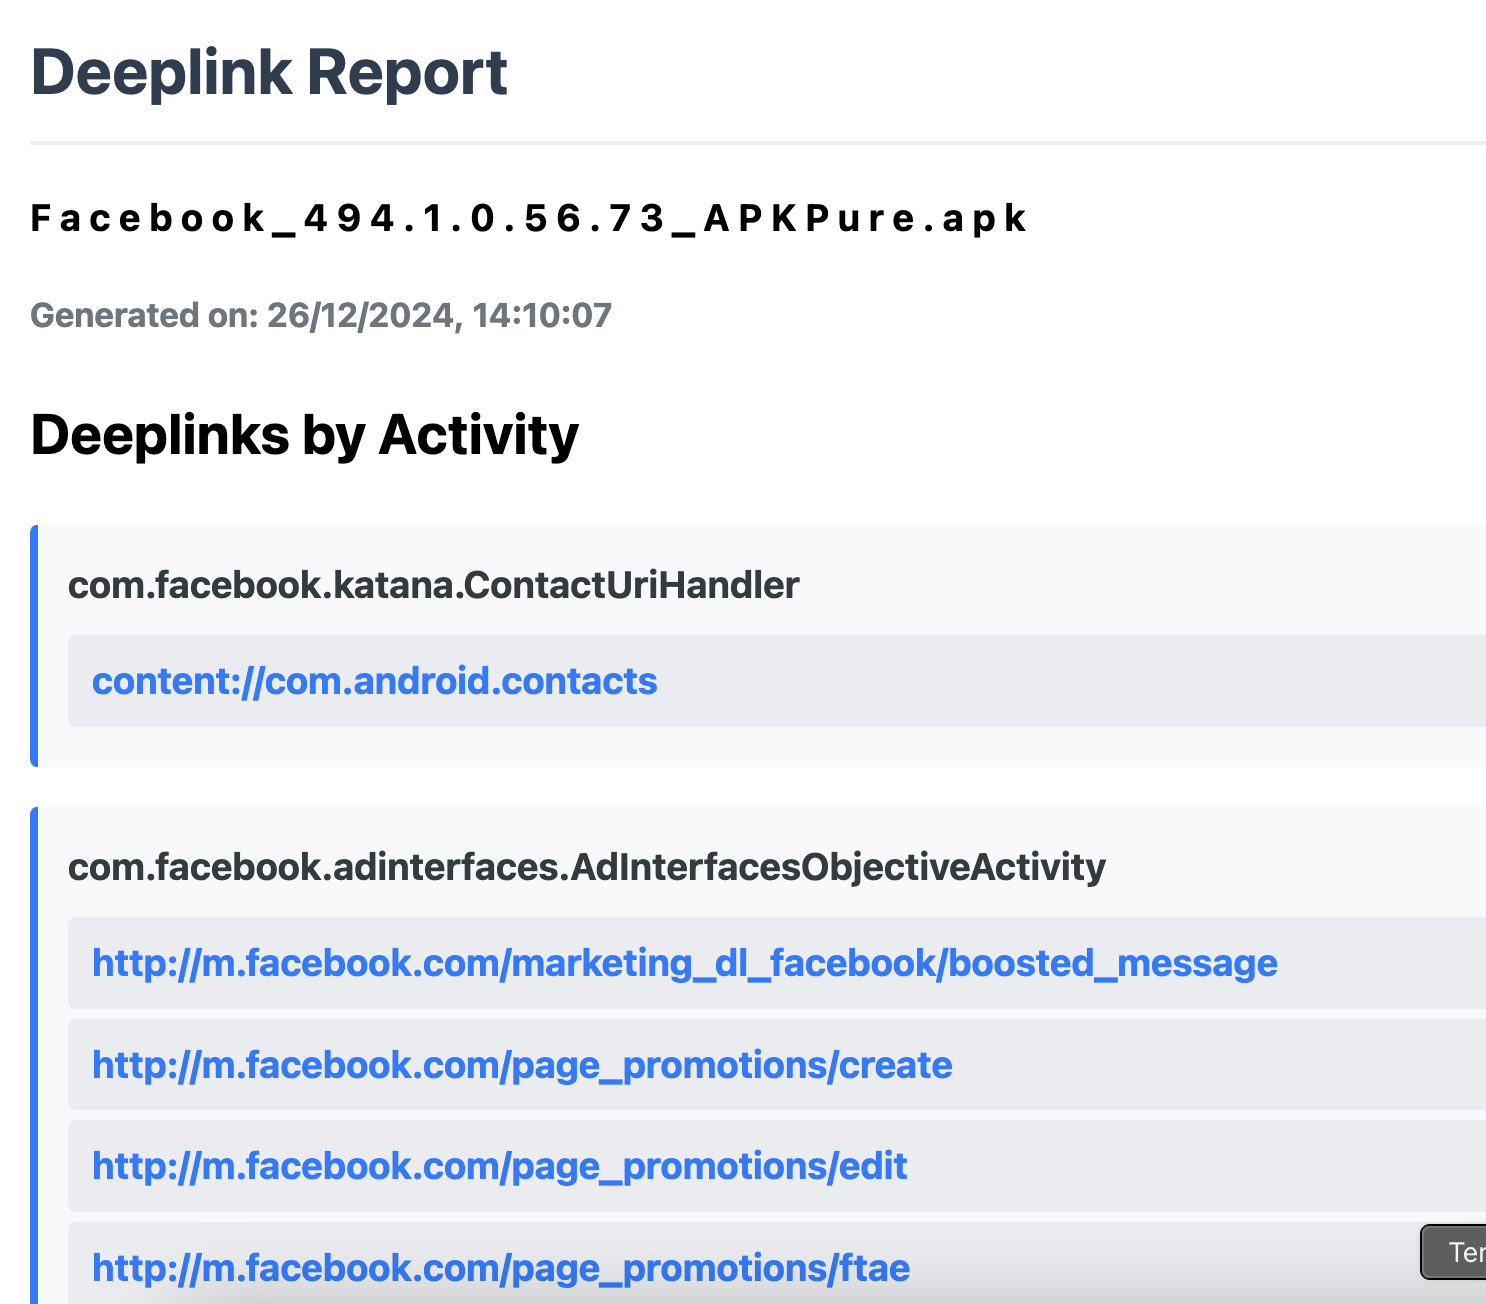 Deeplink Report
Facebook_494.1.0.56.73_APKPure.apk
Generated on: 26/12/2024, 14:10:07
Deeplinks by Activity
com.facebook.katana.ContactUriHandler
content://com.android.contacts
com.facebook.adinterfaces.AdInterfacesObjectiveActivity
http://m.facebook.com/marketing_dl_facebook/boosted_message
http://m.facebook.com/page_promotions/create
http://m.facebook.com/page_promotions/edit
http://m.facebook.com/page_promotions/ftae